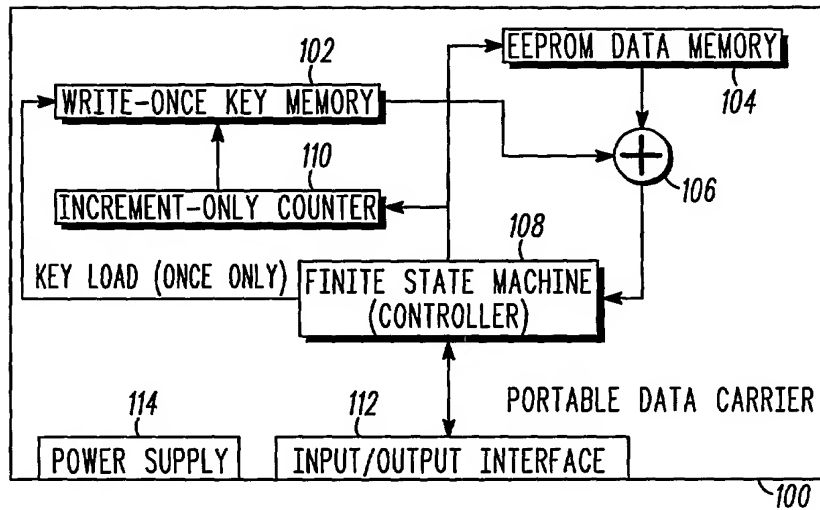 EEPROM DATA MEMORY
104
102
WRITE-ONCE KEY MEMORY
106
110
INCREMENT-ONLY COUNTER
108
KEY LOAD (ONCE ONLY)
FINITE STATE MACHINE
(CONTROLLER)
PORTABLE DATA CARRIER
114
POWER SUPPLY
112
INPUT/OUTPUT INTERFACE
100